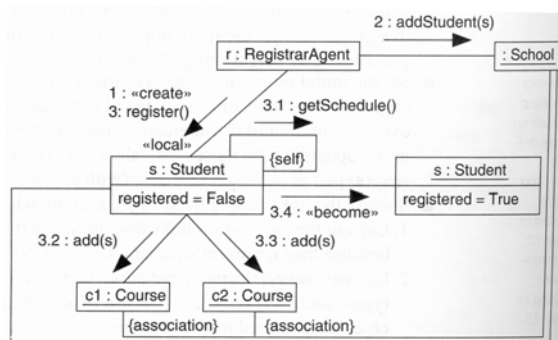 2 : addStudent(s)
r : RegistrarAgent
: School
1 : «create»
3: register()
3.1 : getSchedule()
«local»
{self}
s : Student
registered = False
s : Student
registered = True
3.4 : «become»
3.2 : add(s)
3.3 : add(s)
c1 : Course
c2 : Course
{association}
{association}